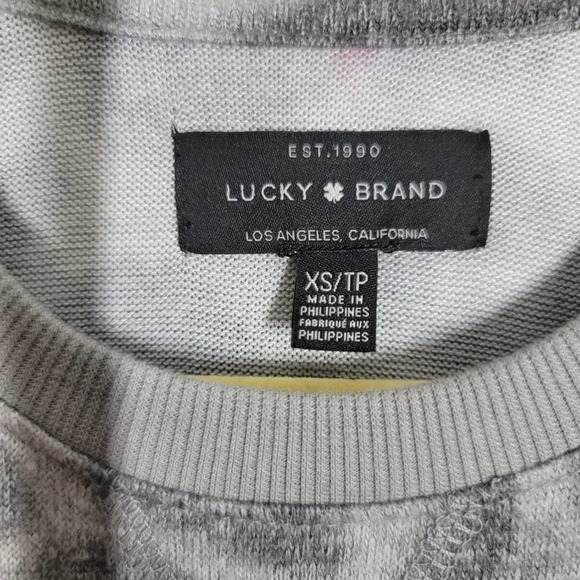 EST.1990
LUCKY BRAND
LOS ANGELES, CALIFORNIA
XS/TP
MADE IN
PHILIPPINES
FABRIQUÉ AUX
PHILIPPINES